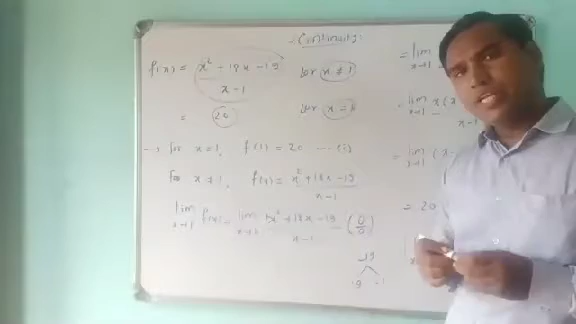 Continuity:
f(x) = x² - 18x - 19 / x - 1 for x ≠ 1
= 20 for x = 1
→ for x = 1, f(1) = 20 --- (i)
For x ≠ 1, f(x) = x² + 18x - 19 / x - 1
lim x→1 f(x) = lim x→1 x² + 18x - 19 / x - 1 (0/0)
-19
19 -1
= lim x→1
= lim x→1 x(x
x - 1
= lim x→1 (x
= 20